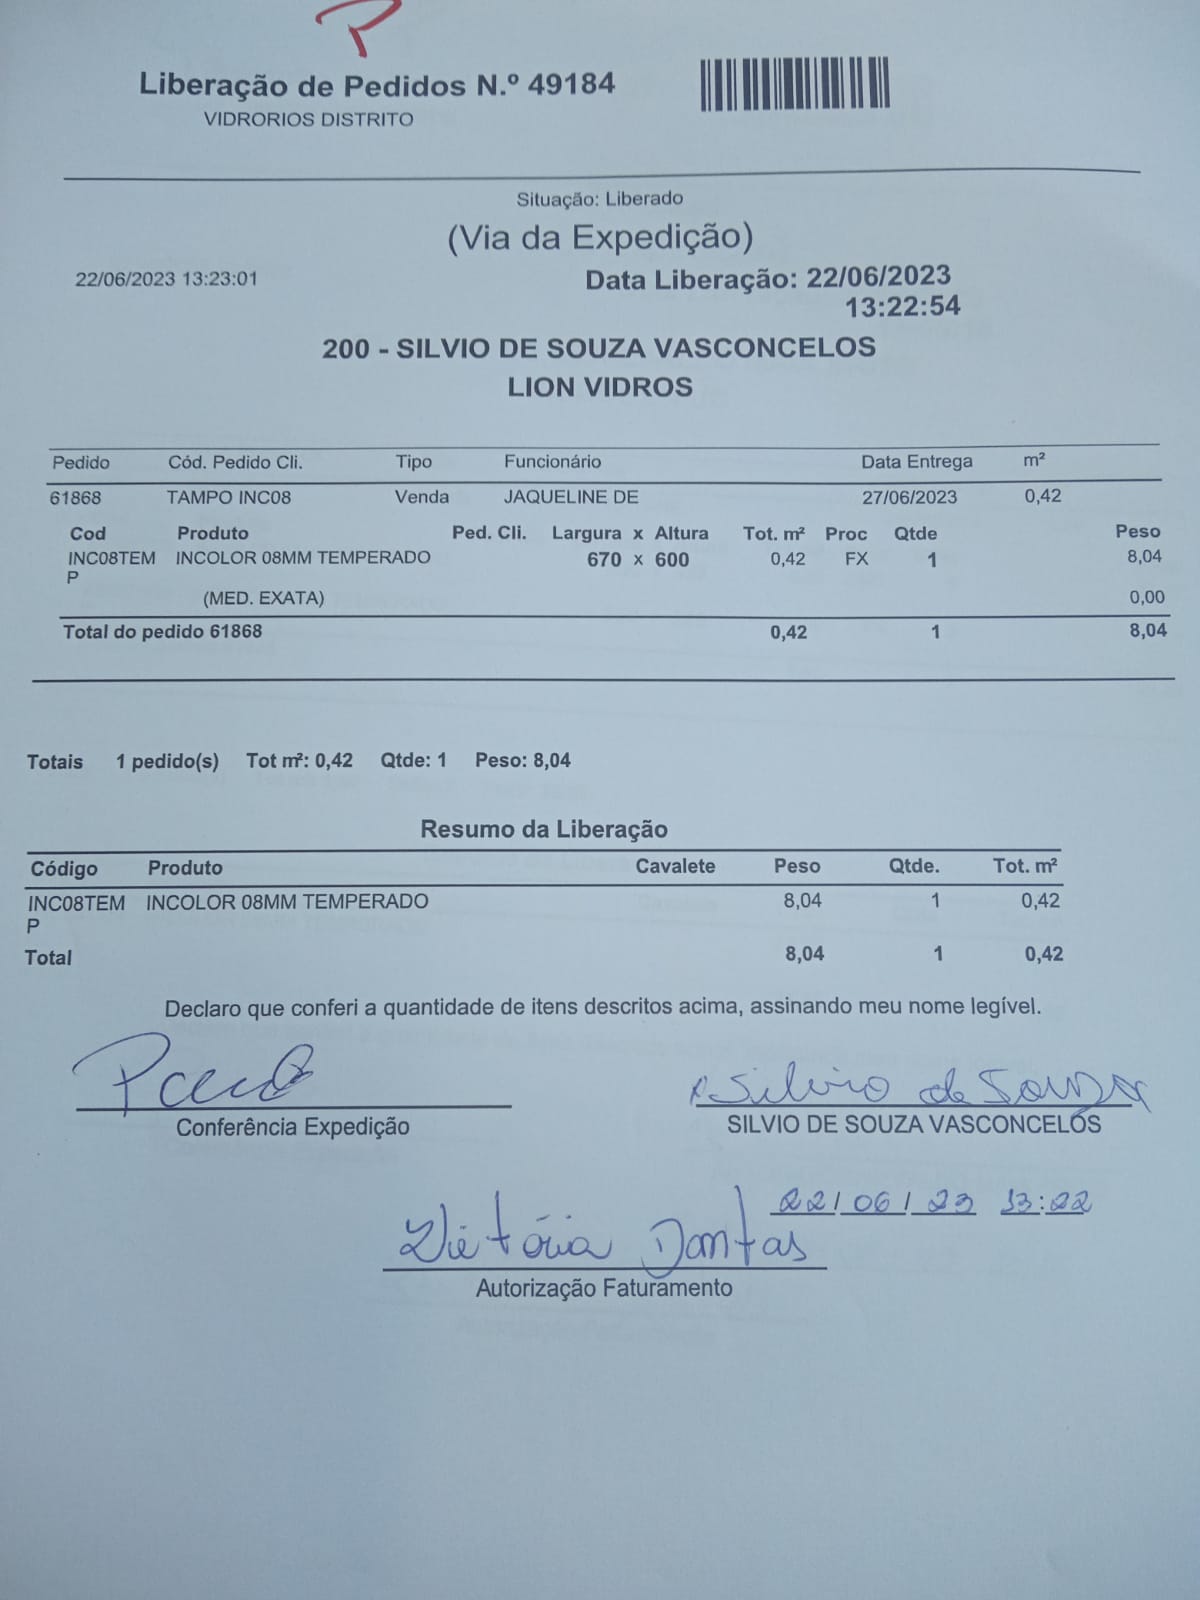 P
Liberação de Pedidos N.º 49184
VIDRORIOS DISTRITO
Situação: Liberado
(Via da Expedição)
22/06/2023 13:23:01
Data Liberação: 22/06/2023
13:22:54
200 - SILVIO DE SOUZA VASCONCELOS
LION VIDROS
Pedido Cód. Pedido Cli. Tipo Funcionário Data Entrega m²
61868 TAMPO INC08 Venda JAQUELINE DE 27/06/2023 0,42
Cod Produto Ped. Cli. Largura x Altura Tot. m² Proc Qtde Peso
INC08TEM INCOLOR 08MM TEMPERADO 670 x 600 0,42 FX 1 8,04
P
(MED. EXATA) 0,00
Total do pedido 61868 0,42 1 8,04
Totais 1 pedido(s) Tot m²: 0,42 Qtde: 1 Peso: 8,04
Resumo da Liberação
Código Produto Cavalete Peso Qtde. Tot. m²
INC08TEM INCOLOR 08MM TEMPERADO 8,04 1 0,42
P
Total 8,04 1 0,42
Declaro que conferi a quantidade de itens descritos acima, assinando meu nome legível.
Silvio de Souza
Conferência Expedição SILVIO DE SOUZA VASCONCELOS
22/06/23 13:22
Vitória Dantas
Autorização Faturamento